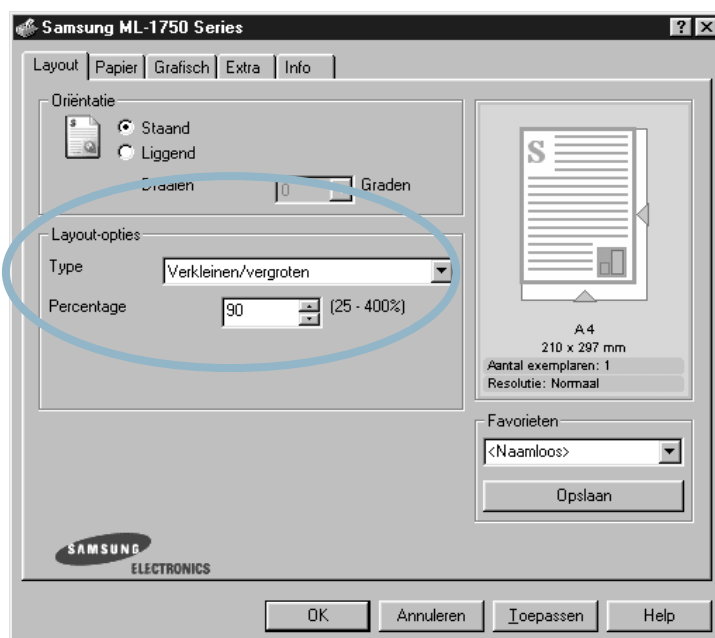 Samsung ML-1750 Series
Layout Papier Grafisch Extra Info
Oriëntatie
Staand
Liggend
Draaien 0 Graden
Layout-opties
Type Verkleinen/vergroten
Percentage 90 (25 - 400%)
S
A4
210 x 297 mm
Aantal exemplaren: 1
Resolutie: Normaal
Favorieten
<Naamloos>
Opslaan
SAMSUNG
ELECTRONICS
OK Annuleren Toepassen Help